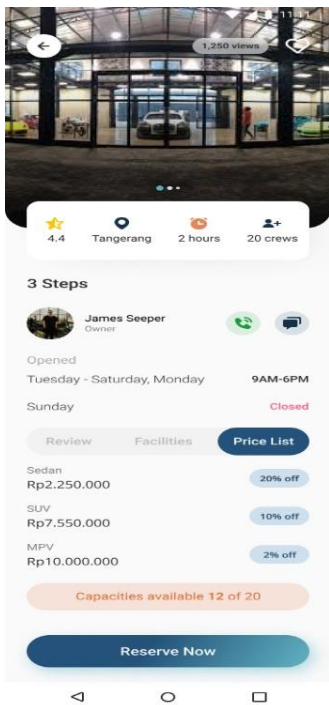 11:11
1,250 views
4.4
Tangerang
2 hours
20 crews
3 Steps
James Seeper
Owner
Opened
Tuesday - Saturday, Monday 9AM-6PM
Sunday Closed
Review Facilities Price List
Sedan
Rp2.250.000 20% off
SUV
Rp7.550.000 10% off
MPV
Rp10.000.000 2% off
Capacities available 12 of 20
Reserve Now